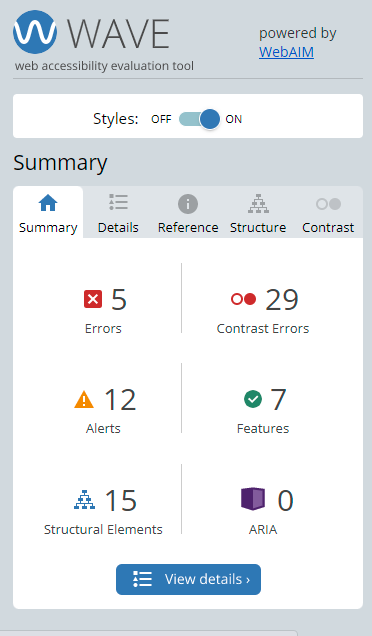 WAVE
powered by
WebAIM
web accessibility evaluation tool
Styles: OFF ON
Summary
Summary Details Reference Structure Contrast
5 29
Errors Contrast Errors
12 7
Alerts Features
15 0
Structural Elements ARIA
View details ›